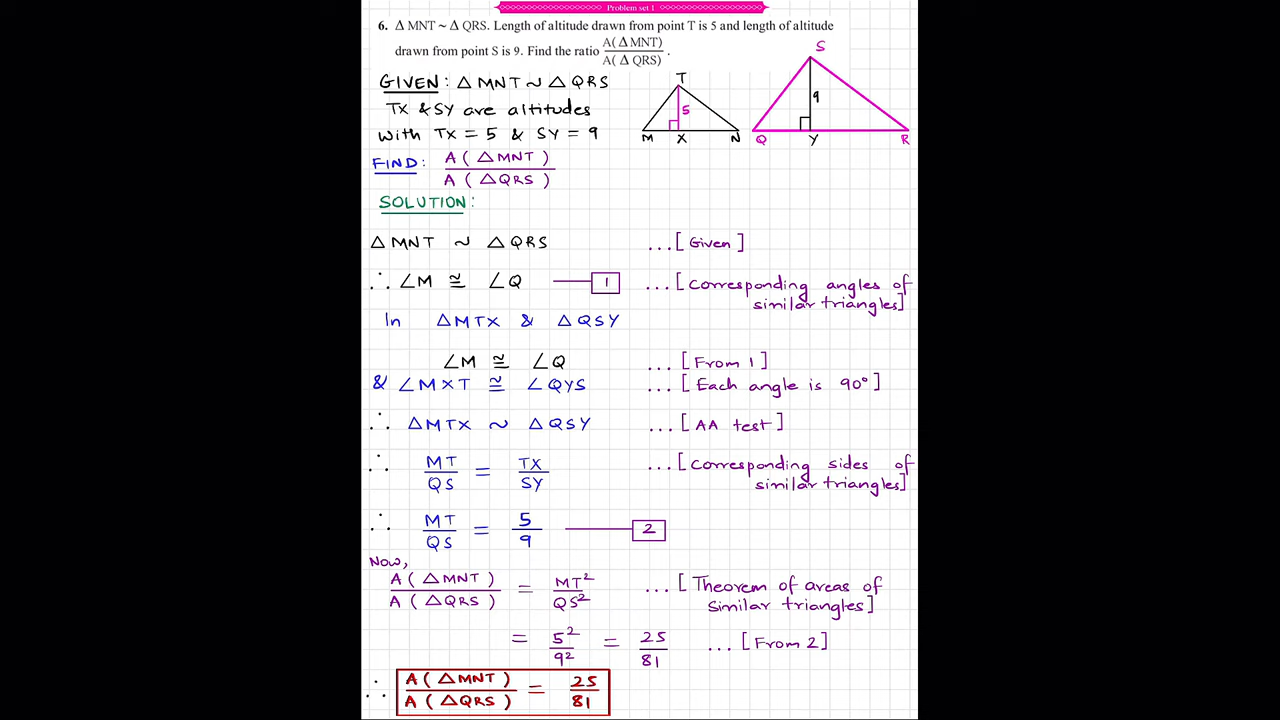 Problem set 1
6. Δ MNT ~ Δ QRS. Length of altitude drawn from point T is 5 and length of altitude
drawn from point S is 9. Find the ratio A(Δ MNT)/A(Δ QRS) .
GIVEN: △ MNT ~ △ QRS
TX & SY are altitudes
with TX = 5 & SY = 9
T
5
M X N
S
9
Q Y R
FIND: A ( △ MNT )/A ( △ QRS )
SOLUTION:
△ MNT ~ △ QRS ...[ Given ]
∴ ∠M ≅ ∠Q — 1 ...[ Corresponding angles of
similar triangles]
In △ MTX & △ QSY
∠M ≅ ∠Q ...[ From 1 ]
& ∠MXT ≅ ∠QYS ...[ Each angle is 90° ]
∴ △ MTX ~ △ QSY ...[ AA test ]
∴ MT/QS = TX/SY ...[ Corresponding sides of
similar triangles]
∴ MT/QS = 5/9 — 2
Now,
A ( △ MNT )/A ( △ QRS ) = MT²/QS² ...[ Theorem of areas of
similar triangles]
= 5²/9² = 25/81 ...[ From 2 ]
∴ A ( △ MNT )/A ( △ QRS ) = 25/81